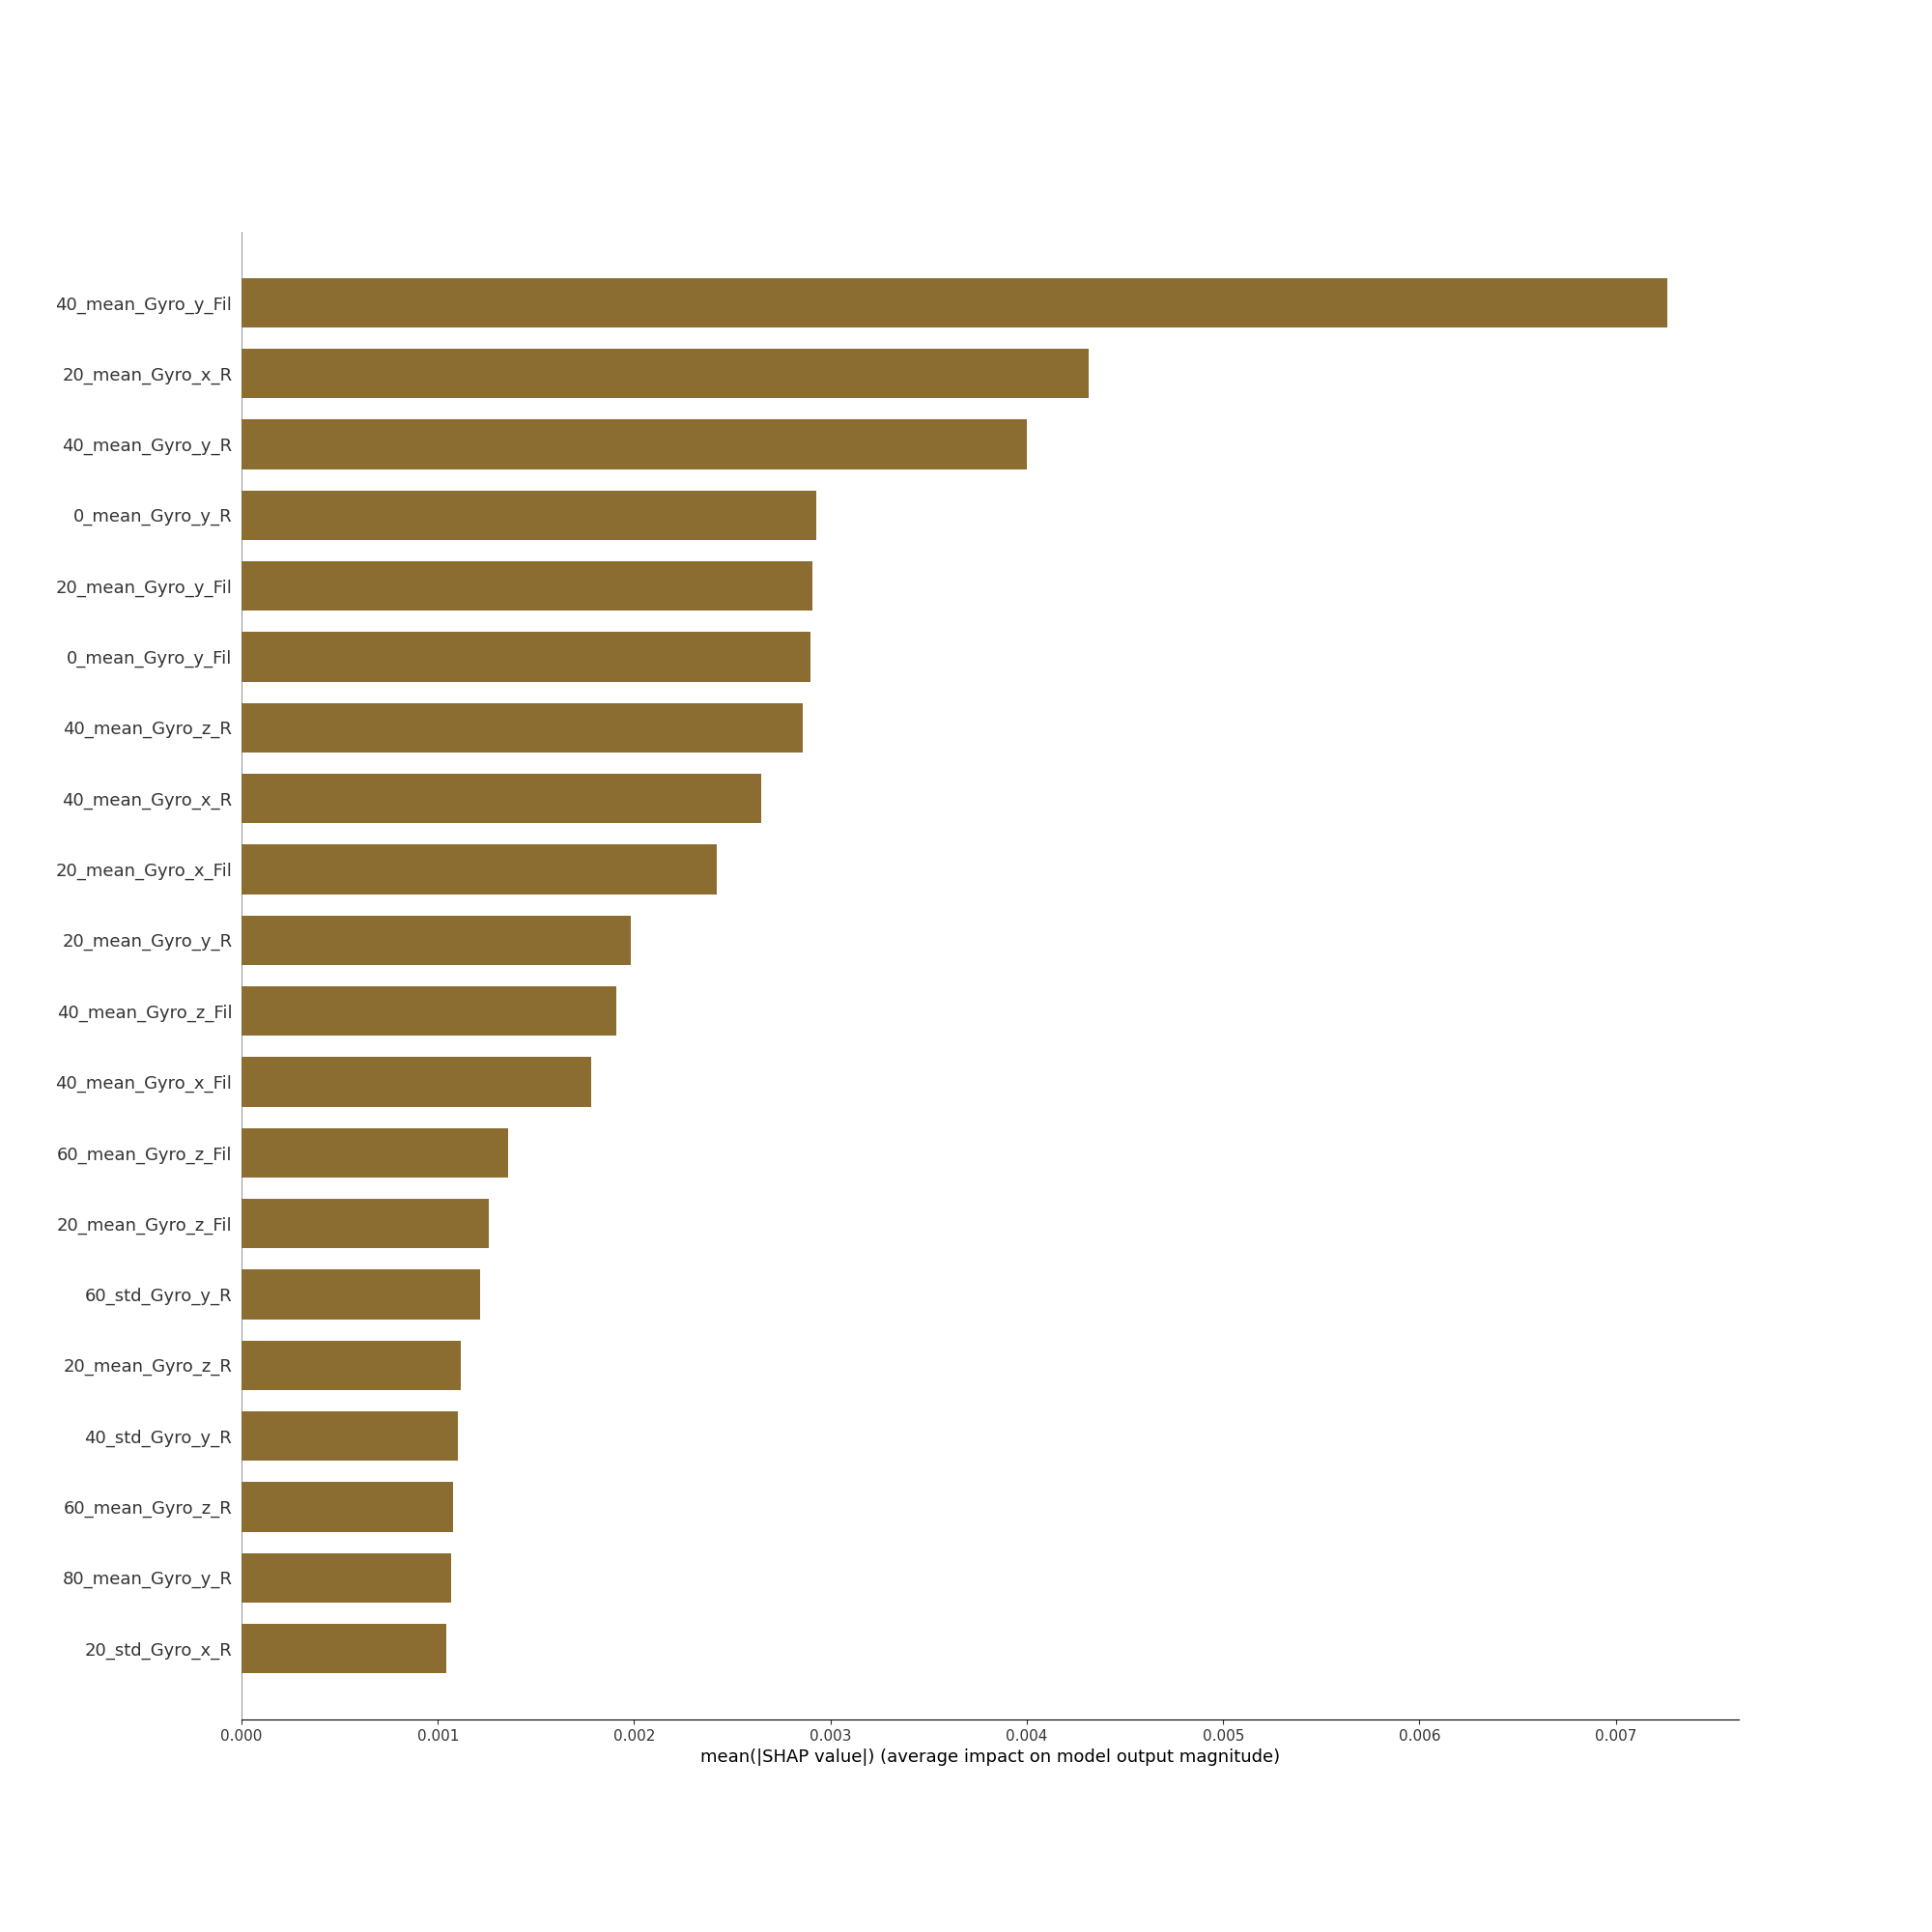 40_mean_Gyro_y_Fil
20_mean_Gyro_x_R
40_mean_Gyro_y_R
0_mean_Gyro_y_R
20_mean_Gyro_y_Fil
0_mean_Gyro_y_Fil
40_mean_Gyro_z_R
40_mean_Gyro_x_R
20_mean_Gyro_x_Fil
20_mean_Gyro_y_R
40_mean_Gyro_z_Fil
40_mean_Gyro_x_Fil
60_mean_Gyro_z_Fil
20_mean_Gyro_z_Fil
60_std_Gyro_y_R
20_mean_Gyro_z_R
40_std_Gyro_y_R
60_mean_Gyro_z_R
80_mean_Gyro_y_R
20_std_Gyro_x_R
0.000 0.001 0.002 0.003 0.004 0.005 0.006 0.007
mean(|SHAP value|) (average impact on model output magnitude)